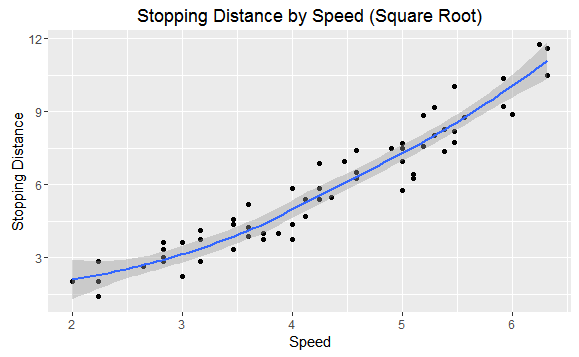 Stopping Distance by Speed (Square Root)
12
9
6
3
Stopping Distance
2 3 4 5 6
Speed